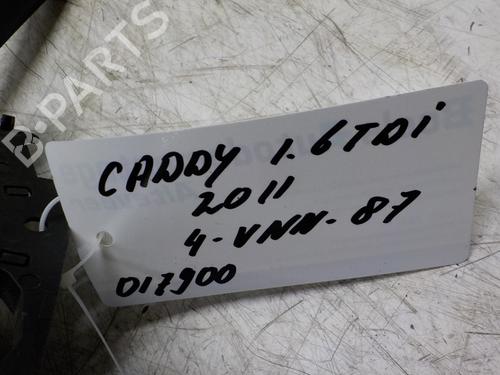 B-PARTS
CADDY 1.6TDi
2011
4-VNN-87
017900